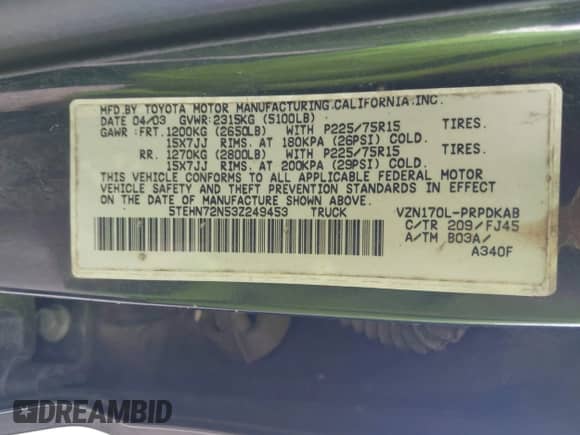 MFD.BY TOYOTA MOTOR MANUFACTURING.CALIFORNIA.INC.
DATE 04/03 GVWR:2315KG (5100LB)
GAWR:FRT.1200KG (2650LB) WITH P225/75R15 TIRES.
15X7JJ RIMS. AT 180KPA (26PSI) COLD.
RR. 1270KG (2800LB) WITH P225/75R15 TIRES.
15X7JJ RIMS. AT 200KPA (29PSI) COLD.
THIS VEHICLE CONFORMS TO ALL APPLICABLE FEDERAL MOTOR
VEHICLE SAFETY AND THEFT PREVENTION STANDARDS IN EFFECT
ON THE DATE OF MANUFACTURE SHOWN ABOVE.
5TEHN72N53Z249453 TRUCK VZN170L-PRPDKAB
C/TR 209/FJ45
A/TM B03A/
A340F
DREAMBID